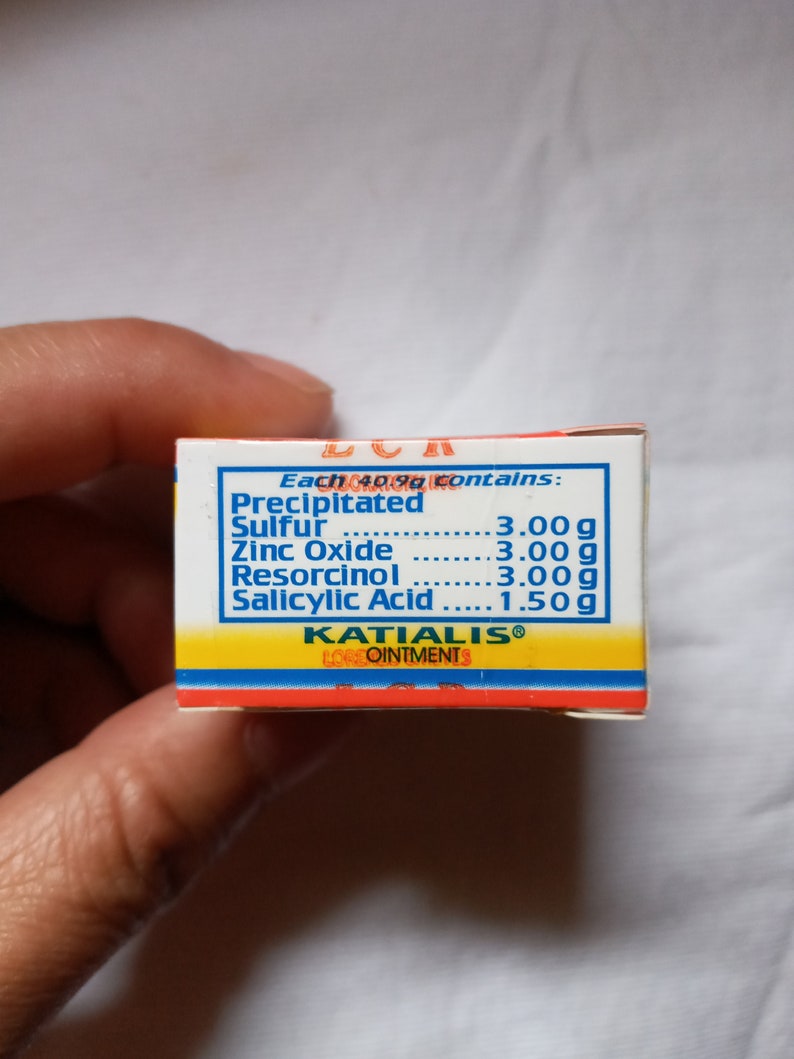 Each 40.9g contains:
Precipitated
Sulfur ...............3.00 g
Zinc Oxide ........3.00 g
Resorcinol ........3.00 g
Salicylic Acid .....1.50 g
KATIALIS®
OINTMENT